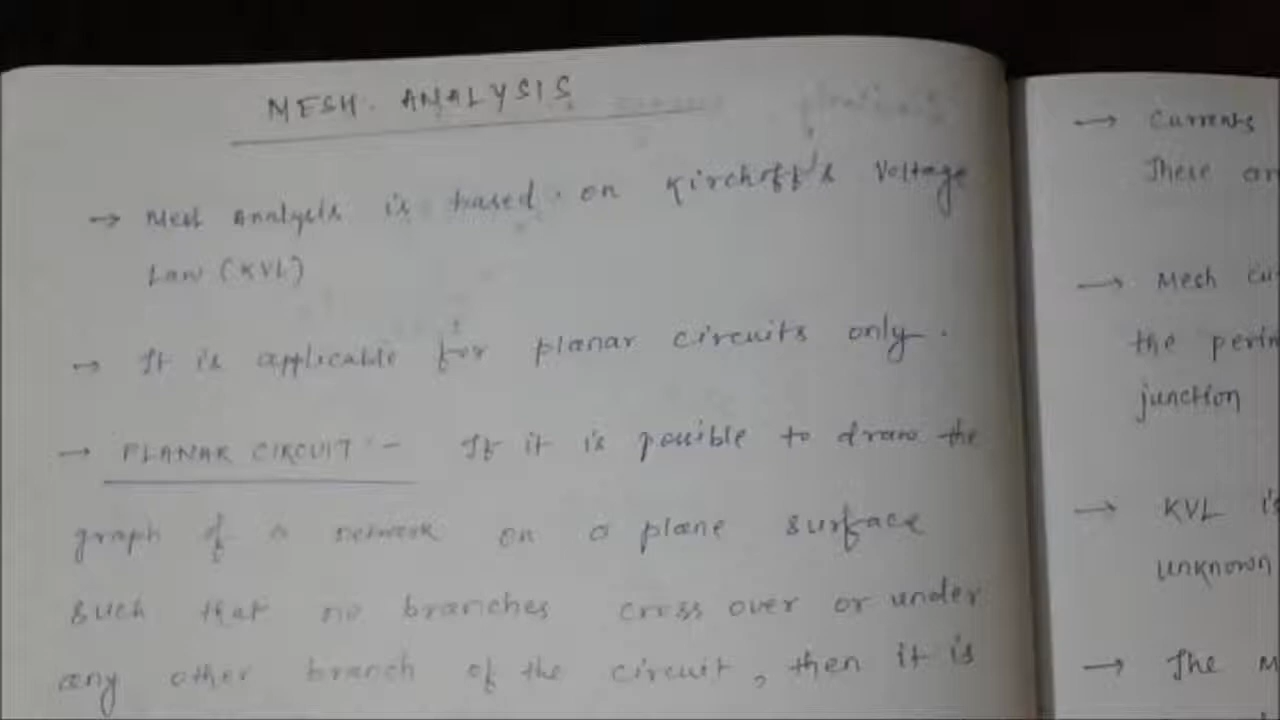 MESH ANALYSIS
→ Mesh Analysis is based on Kirchoff's Voltage
Law (KVL)
→ It is applicable for planar circuits only.
→ PLANAR CIRCUIT :- If it is possible to draw the
graph of a network on a plane surface
such that no branches cross over or under
any other branch of the circuit, then it is
→ Currents
These
→ Mesh
the
junction
→ KVL is
unknown
→ The